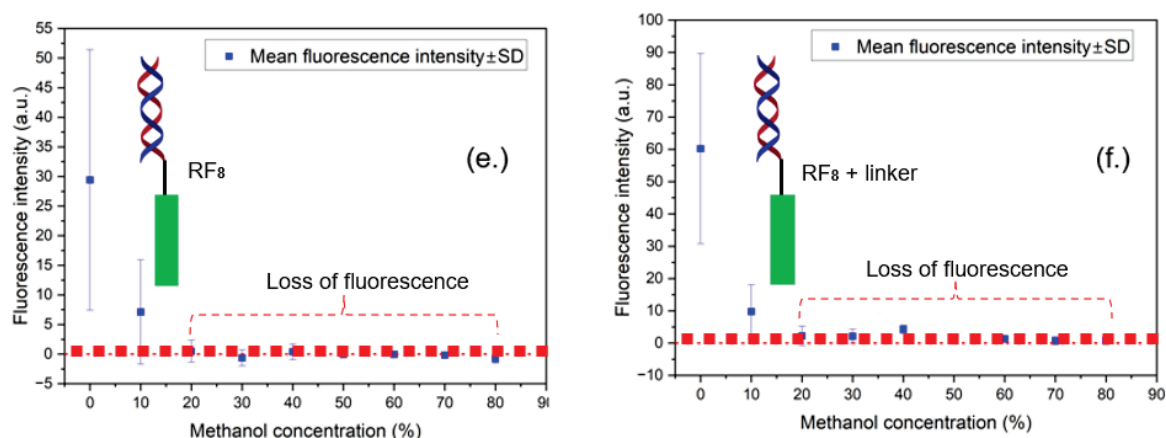 Mean fluorescence intensity±SD
(e.)
RF₈
Loss of fluorescence
Fluorescence intensity (a.u.)
55
50
45
40
35
30
25
20
15
10
5
0
−5
0 10 20 30 40 50 60 70 80 90
Methanol concentration (%)
Mean fluorescence intensity±SD
(f.)
RF₈ + linker
Loss of fluorescence
Fluorescence intensity (a.u.)
100
90
80
70
60
50
40
30
20
10
0
−10
0 10 20 30 40 50 60 70 80 90
Methanol concentration (%)